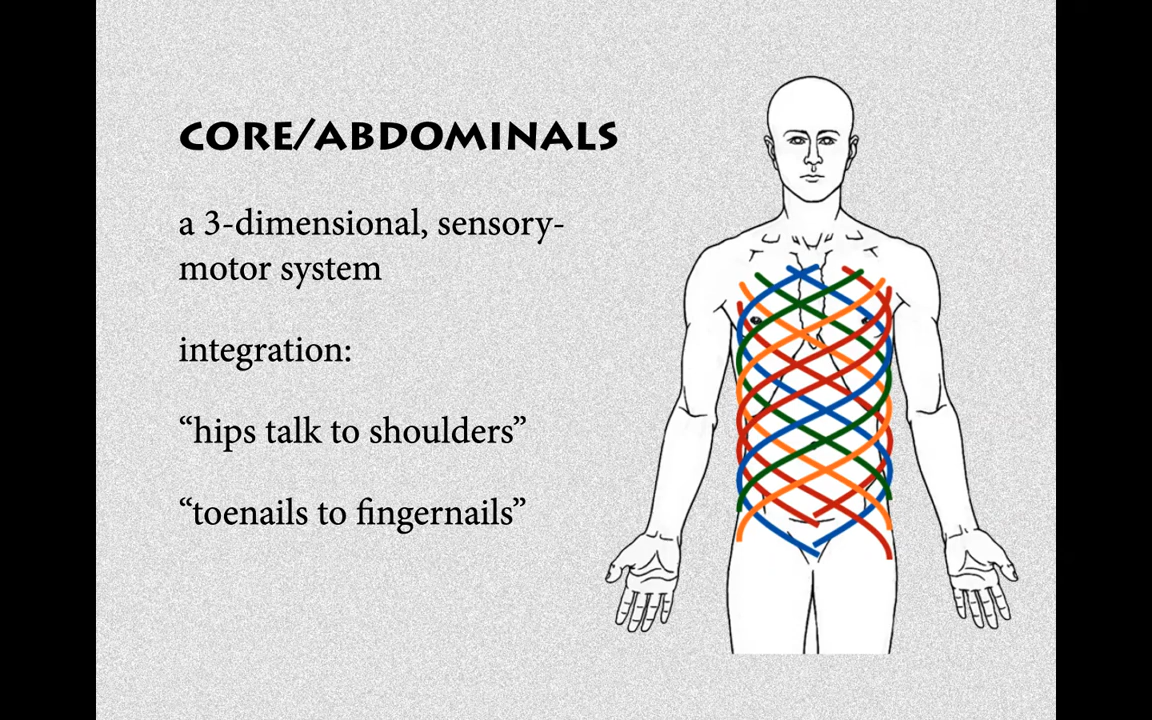 CORE/ABDOMINALS
a 3-dimensional, sensory-
motor system
integration:
“hips talk to shoulders”
“toenails to fingernails”